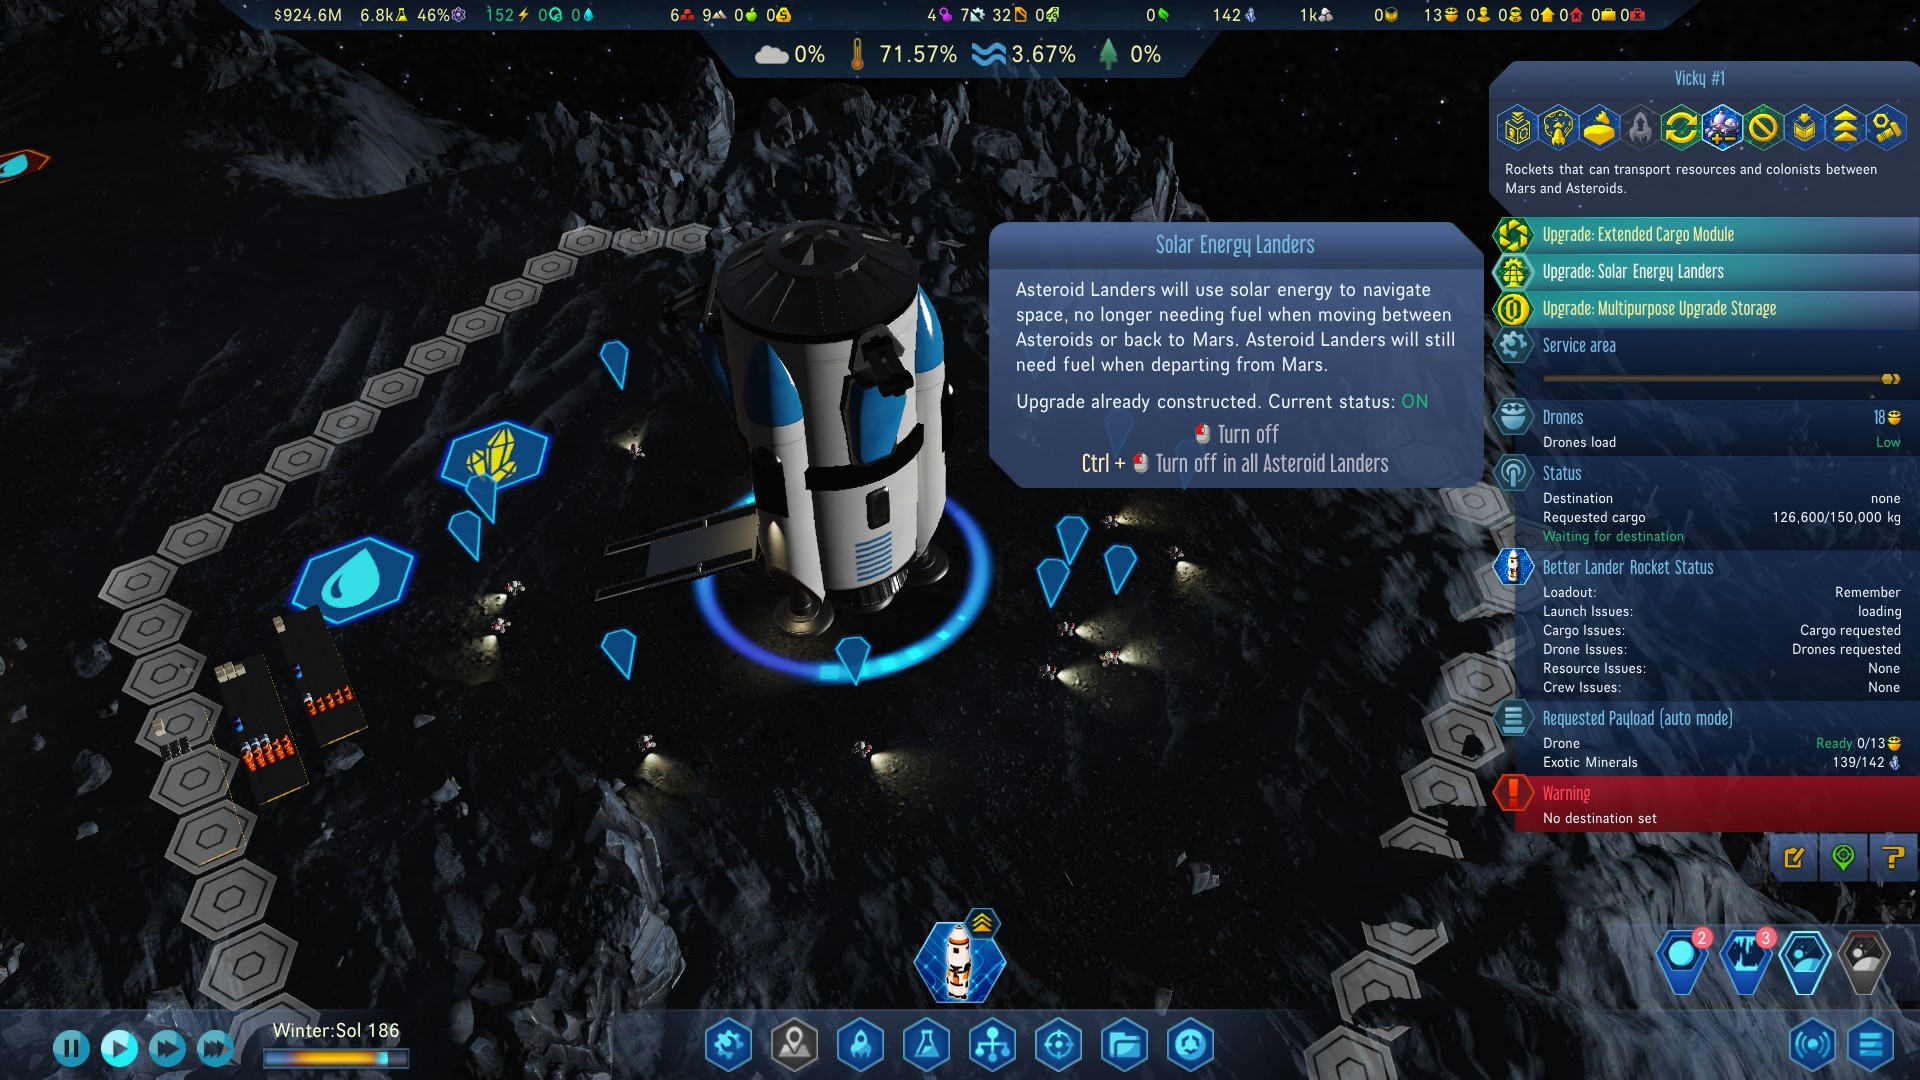 $924.6M 6.8k 46% 152 0 0 6 9 0 0 4 7 32 0 0 142 1k 0 13 0 0 0 0 0 0
0% 71.57% 3.67% 0%
Vicky #1
Rockets that can transport resources and colonists between
Mars and Asteroids.
Upgrade: Extended Cargo Module
Upgrade: Solar Energy Landers
Upgrade: Multipurpose Upgrade Storage
Service area
Drones 18
Drones load Low
Status
Destination none
Requested cargo 126,600/150,000 kg
Waiting for destination
Better Lander Rocket Status
Loadout: Remember
Launch Issues: loading
Cargo Issues: Cargo requested
Drone Issues: Drones requested
Resource Issues: None
Crew Issues: None
Requested Payload (auto mode)
Drone Ready 0/13
Exotic Minerals 139/142
Warning
No destination set
Solar Energy Landers
Asteroid Landers will use solar energy to navigate
space, no longer needing fuel when moving between
Asteroids or back to Mars. Asteroid Landers will still
need fuel when departing from Mars.
Upgrade already constructed. Current status: ON
Turn off
Ctrl + Turn off in all Asteroid Landers
2 3
Winter:Sol 186